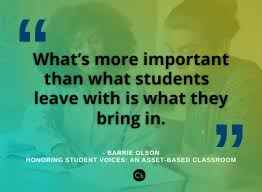 “
What’s more important
than what students
leave with is what they
bring in.
”
- BARRIE OLSON
HONORING STUDENT VOICES: AN ASSET-BASED CLASSROOM
CS